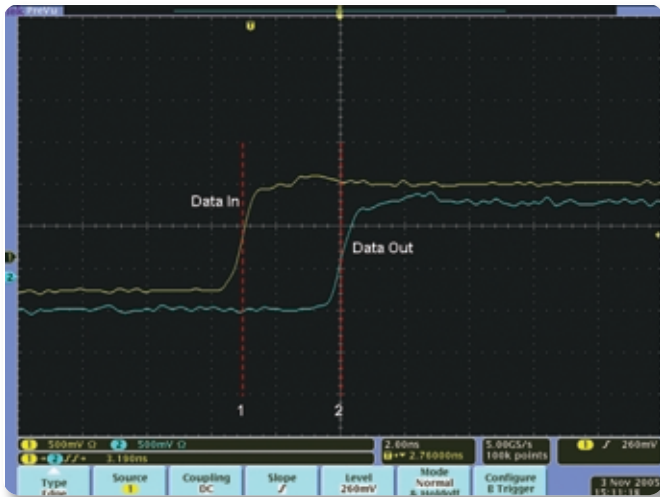 PreVu
T
Data In
Data Out
1
2
1 2
1 500mV Ω 2 500mV Ω
2.00ns
5.00GS/s
1 260mV
3.190ns
2.76000ns
100k points
Type
Edge
Source
1
Coupling
DC
Slope
Level
260mV
Mode
Normal
& Holdoff
Configure
B Trigger
3 Nov 2005